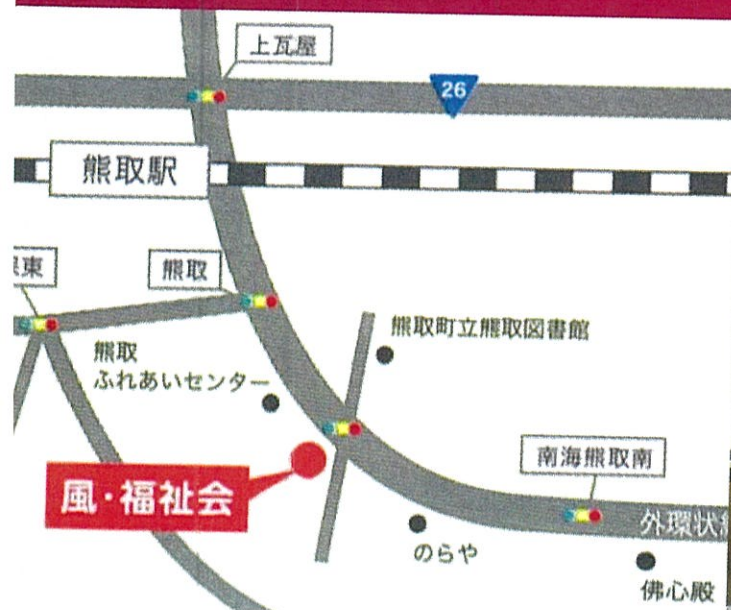 上瓦屋
26
熊取駅
東
熊取
熊取町立熊取図書館
熊取
ふれあいセンター
南海熊取南
風・福祉会
外環状
のらや
佛心殿